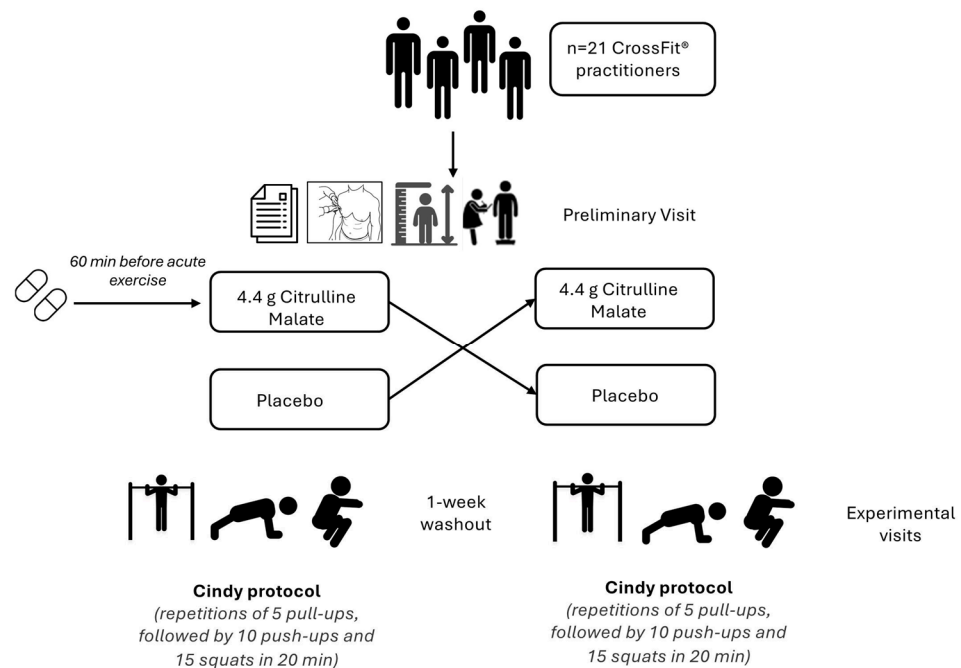 n=21 CrossFit®
practitioners
Preliminary Visit
60 min before acute
exercise
4.4 g Citrulline
Malate
4.4 g Citrulline
Malate
Placebo
Placebo
1-week
washout
Experimental
visits
Cindy protocol
(repetitions of 5 pull-ups,
followed by 10 push-ups and
15 squats in 20 min)
Cindy protocol
(repetitions of 5 pull-ups,
followed by 10 push-ups and
15 squats in 20 min)